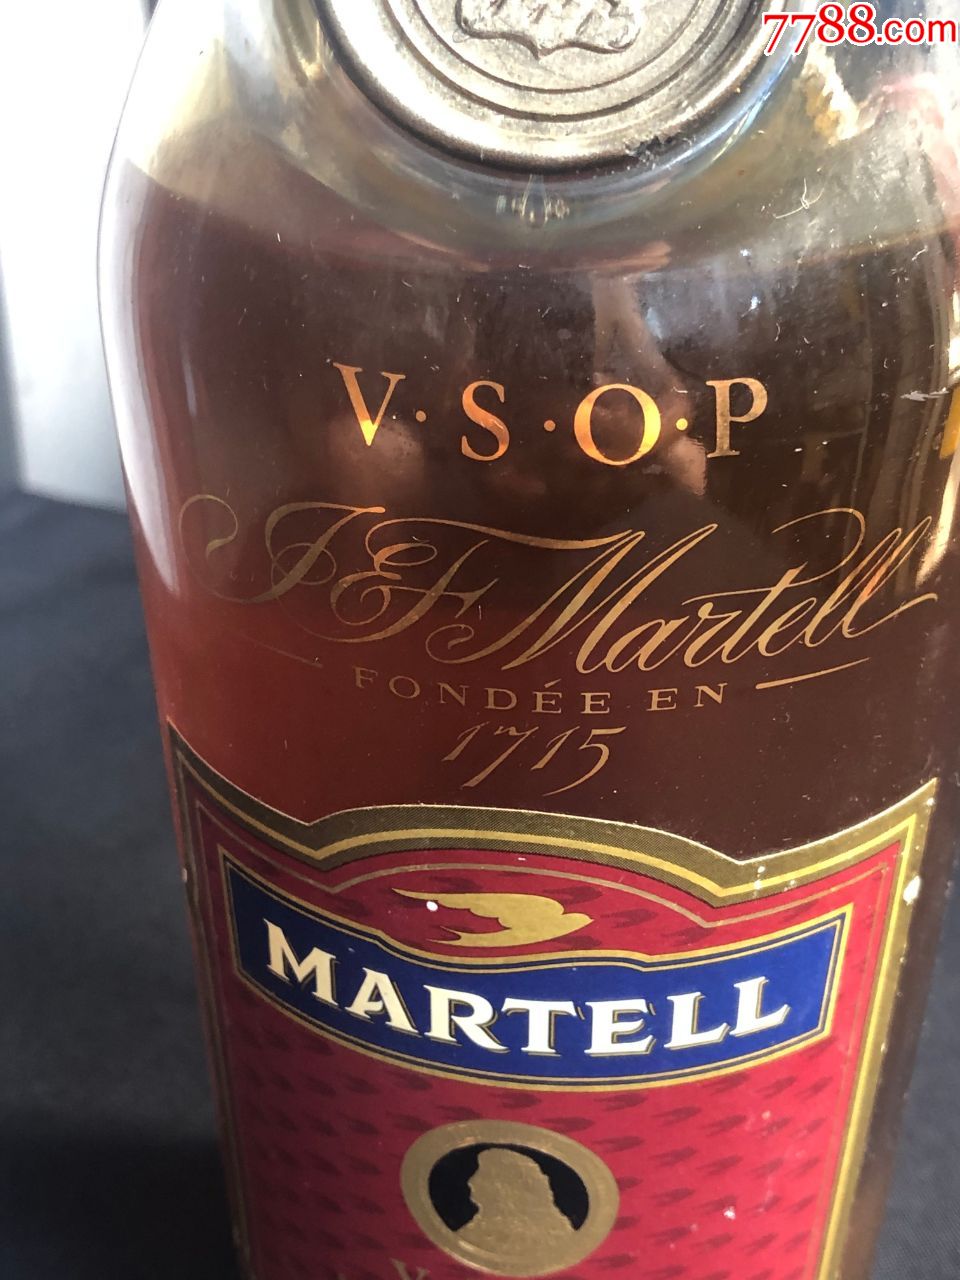 7788.com
V·S·O·P
J&F Martell
FONDÉE EN
1715
MARTELL
V